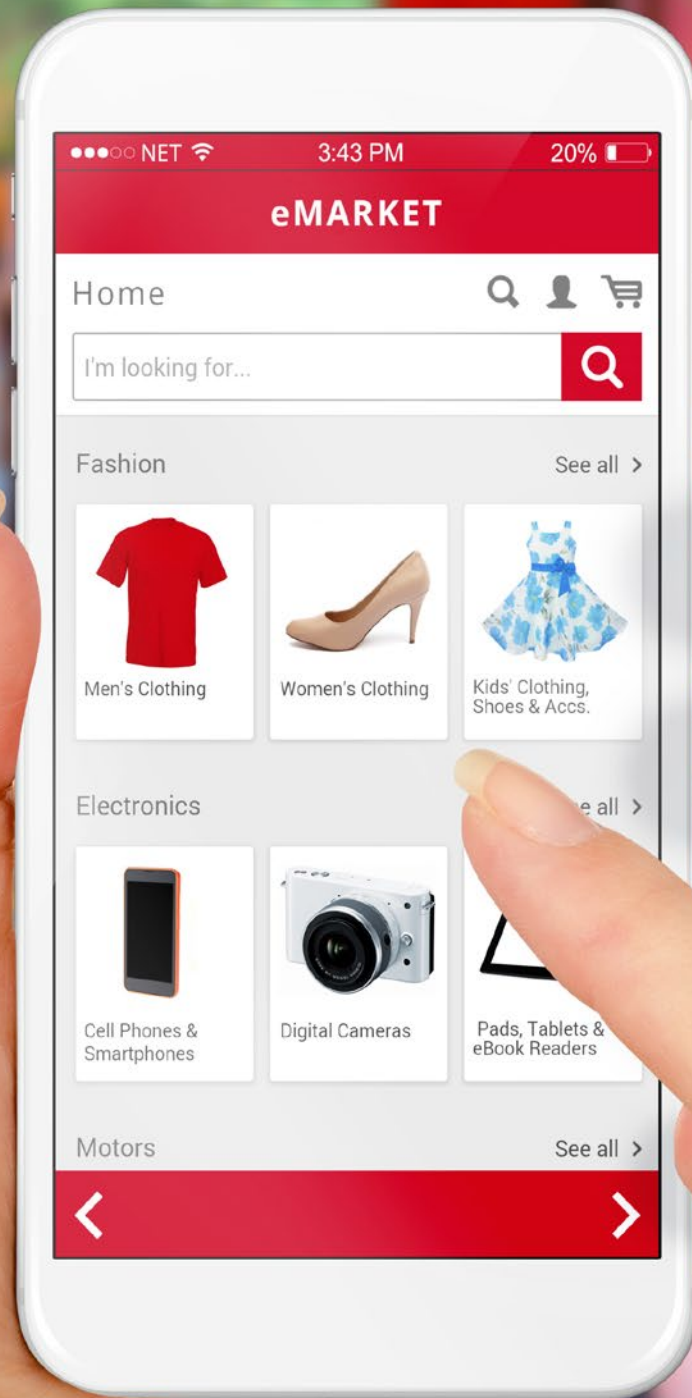 NET 3:43 PM 20%
eMARKET
Home
I'm looking for...
Fashion See all >
Men's Clothing Women's Clothing Kids' Clothing,
Shoes & Accs.
Electronics all >
Cell Phones &
Smartphones
Digital Cameras
Pads, Tablets &
eBook Readers
Motors See all >